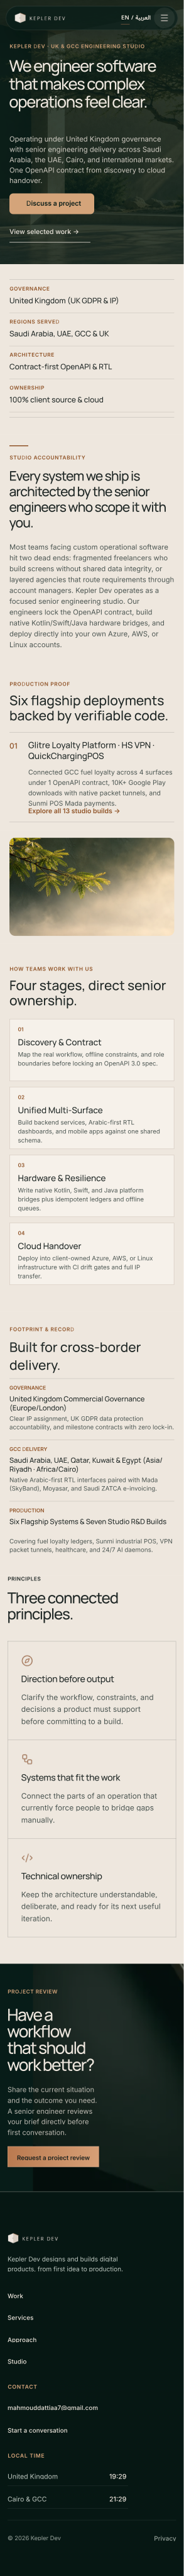 KEPLER DEV
EN / العربية
KEPLER DEV · UK & GCC ENGINEERING STUDIO
We engineer software
that makes complex
operations feel clear.
Operating under United Kingdom governance
with senior engineering delivery across Saudi
Arabia, the UAE, Cairo, and international markets.
One OpenAPI contract from discovery to cloud
handover.
Discuss a project
View selected work →
GOVERNANCE
United Kingdom (UK GDPR & IP)
REGIONS SERVED
Saudi Arabia, UAE, GCC & UK
ARCHITECTURE
Contract-first OpenAPI & RTL
OWNERSHIP
100% client source & cloud
STUDIO ACCOUNTABILITY
Every system we ship is
architected by the senior
engineers who scope it with
you.
Most teams facing custom operational software
hit two dead ends: fragmented freelancers who
build screens without shared data integrity, or
layered agencies that route requirements through
account managers. Kepler Dev operates as a
focused senior engineering studio. Our
engineers lock the OpenAPI contract, build
native Kotlin/Swift/Java hardware bridges, and
deploy directly into your own Azure, AWS, or
Linux accounts.
PRODUCTION PROOF
Six flagship deployments
backed by verifiable code.
01
Glitre Loyalty Platform · HS VPN ·
QuickChargingPOS
Connected GCC fuel loyalty across 4 surfaces
under 1 OpenAPI contract, 10K+ Google Play
downloads with native packet tunnels, and
Sunmi POS Mada payments.
Explore all 13 studio builds →
HOW TEAMS WORK WITH US
Four stages, direct senior
ownership.
01
Discovery & Contract
Map the real workflow, offline constraints, and role
boundaries before locking an OpenAPI 3.0 spec.
02
Unified Multi-Surface
Build backend services, Arabic-first RTL
dashboards, and mobile apps against one shared
schema.
03
Hardware & Resilience
Write native Kotlin, Swift, and Java platform
bridges plus idempotent ledgers and offline
queues.
04
Cloud Handover
Deploy into client-owned Azure, AWS, or Linux
infrastructure with CI drift gates and full IP
transfer.
FOOTPRINT & RECORD
Built for cross-border
delivery.
GOVERNANCE
United Kingdom Commercial Governance
(Europe/London)
Clear IP assignment, UK GDPR data protection
accountability, and milestone contracts with zero lock-in.
GCC DELIVERY
Saudi Arabia, UAE, Qatar, Kuwait & Egypt (Asia/
Riyadh · Africa/Cairo)
Native Arabic-first RTL interfaces paired with Mada
(SkyBand), Moyasar, and Saudi ZATCA e-invoicing.
PRODUCTION
Six Flagship Systems & Seven Studio R&D Builds
Covering fuel loyalty ledgers, Sunmi industrial POS, VPN
packet tunnels, healthcare, and 24/7 AI daemons.
PRINCIPLES
Three connected
principles.
Direction before output
Clarify the workflow, constraints, and
decisions a product must support
before committing to a build.
Systems that fit the work
Connect the parts of an operation that
currently force people to bridge gaps
manually.
Technical ownership
Keep the architecture understandable,
deliberate, and ready for its next useful
iteration.
PROJECT REVIEW
Have a
workflow
that should
work better?
Share the current situation
and the outcome you need.
A senior engineer reviews
your brief directly before
first conversation.
Request a project review
KEPLER DEV
Kepler Dev designs and builds digital
products, from first idea to production.
Work
Services
Approach
Studio
CONTACT
mahmouddattiaa7@gmail.com
Start a conversation
LOCAL TIME
United Kingdom 19:29
Cairo & GCC 21:29
© 2026 Kepler Dev
Privacy